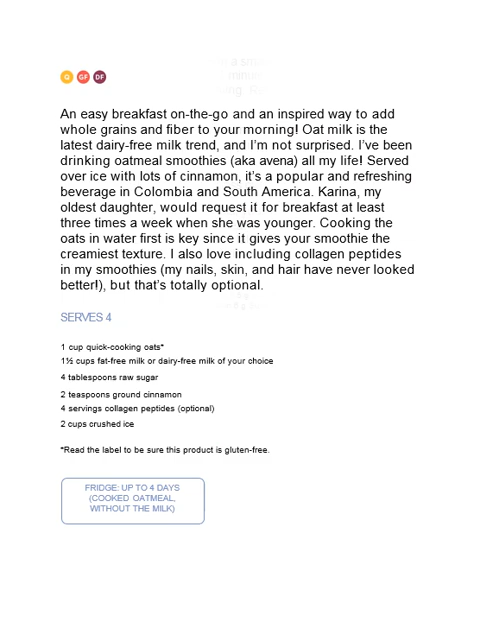 Q GF DF
An easy breakfast on-the-go and an inspired way to add
whole grains and fiber to your morning! Oat milk is the
latest dairy-free milk trend, and I'm not surprised. I've been
drinking oatmeal smoothies (aka avena) all my life! Served
over ice with lots of cinnamon, it's a popular and refreshing
beverage in Colombia and South America. Karina, my
oldest daughter, would request it for breakfast at least
three times a week when she was younger. Cooking the
oats in water first is key since it gives your smoothie the
creamiest texture. I also love including collagen peptides
in my smoothies (my nails, skin, and hair have never looked
better!), but that's totally optional.
SERVES 4
1 cup quick-cooking oats*
1½ cups fat-free milk or dairy-free milk of your choice
4 tablespoons raw sugar
2 teaspoons ground cinnamon
4 servings collagen peptides (optional)
2 cups crushed ice
*Read the label to be sure this product is gluten-free.
FRIDGE: UP TO 4 DAYS
(COOKED OATMEAL,
WITHOUT THE MILK)